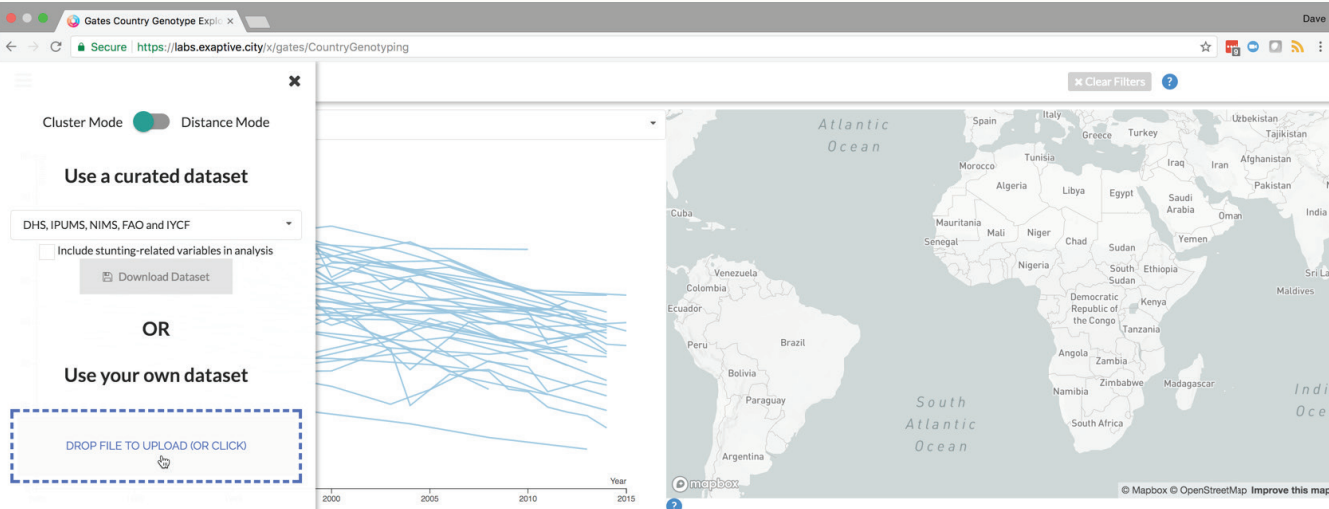 Gates Country Genotype Explo
Dave
Secure
https://labs.exaptive.city/x/gates/CountryGenotyping
9
Clear Filters
?
Cluster Mode
Distance Mode
Use a curated dataset
DHS, IPUMS, NIMS, FAO and IYCF
Include stunting-related variables in analysis
Download Dataset
OR
Use your own dataset
DROP FILE TO UPLOAD (OR CLICK)
Year
2000
2005
2010
2015
Atlantic
Ocean
Spain
Italy
Greece
Turkey
Uzbekistan
Tajikistan
Morocco
Tunisia
Iraq
Iran
Afghanistan
Algeria
Libya
Egypt
Saudi
Arabia
Pakistan
Oman
India
Cuba
Mauritania
Mali
Niger
Chad
Sudan
Yemen
Senegal
Nigeria
South
Sudan
Ethiopia
Sri La
Maldives
Venezuela
Colombia
Ecuador
Democratic
Republic of
the Congo
Kenya
Tanzania
Peru
Brazil
Angola
Zambia
Bolivia
Namibia
Zimbabwe
Madagascar
Paraguay
South Africa
South
Atlantic
Ocean
Indi
Oce
Argentina
mapbox
© Mapbox © OpenStreetMap Improve this map
?